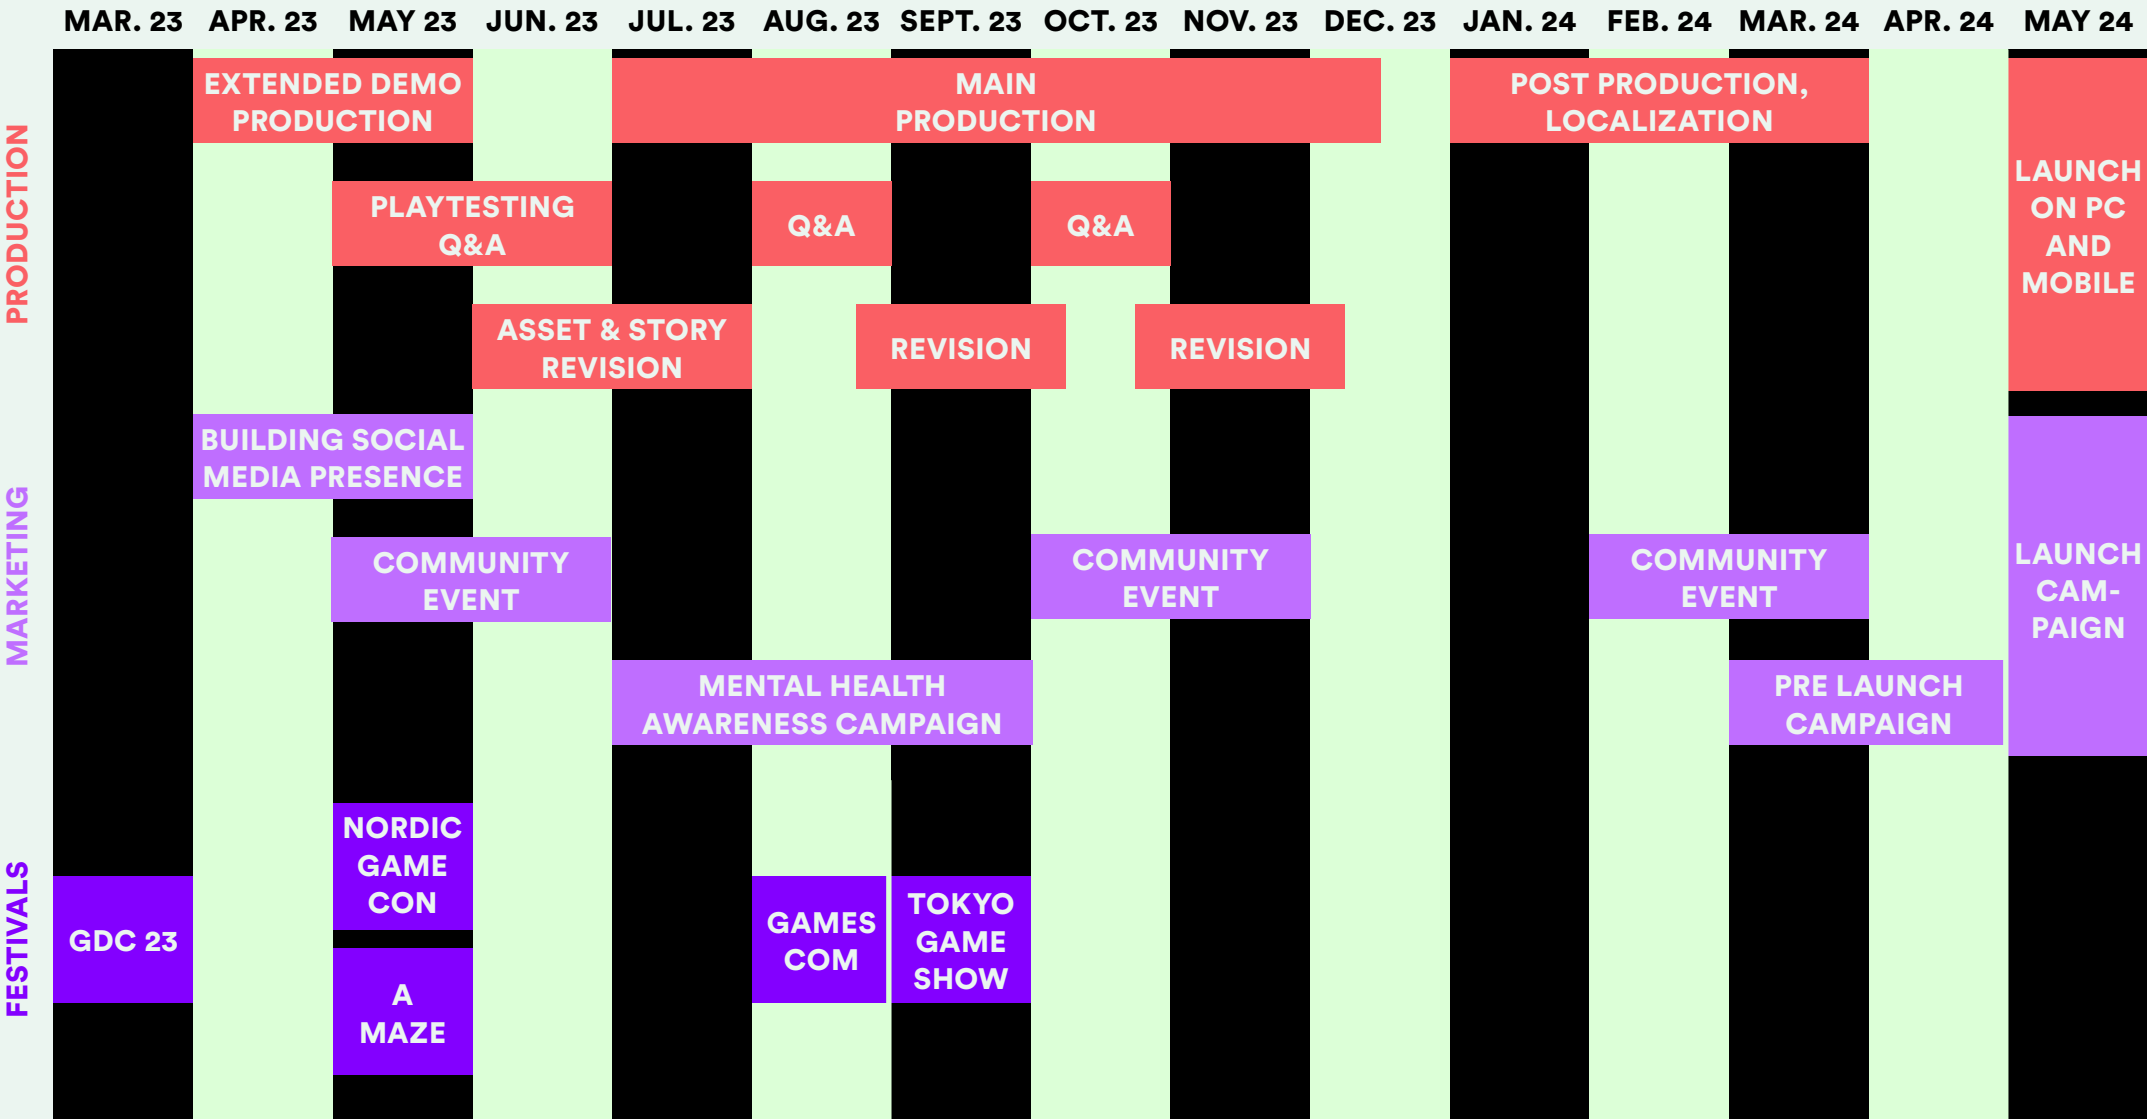 MAR. 23 APR. 23 MAY 23 JUN. 23 JUL. 23 AUG. 23 SEPT. 23 OCT. 23 NOV. 23 DEC. 23 JAN. 24 FEB. 24 MAR. 24 APR. 24 MAY 24
PRODUCTION
EXTENDED DEMO
PRODUCTION
MAIN
PRODUCTION
POST PRODUCTION,
LOCALIZATION
LAUNCH
ON PC
AND
MOBILE
PLAYTESTING
Q&A
Q&A
Q&A
ASSET & STORY
REVISION
REVISION
REVISION
MARKETING
BUILDING SOCIAL
MEDIA PRESENCE
COMMUNITY
EVENT
COMMUNITY
EVENT
COMMUNITY
EVENT
LAUNCH
CAM-
PAIGN
MENTAL HEALTH
AWARENESS CAMPAIGN
PRE LAUNCH
CAMPAIGN
FESTIVALS
GDC 23
NORDIC
GAME
CON
A
MAZE
GAMES
COM
TOKYO
GAME
SHOW